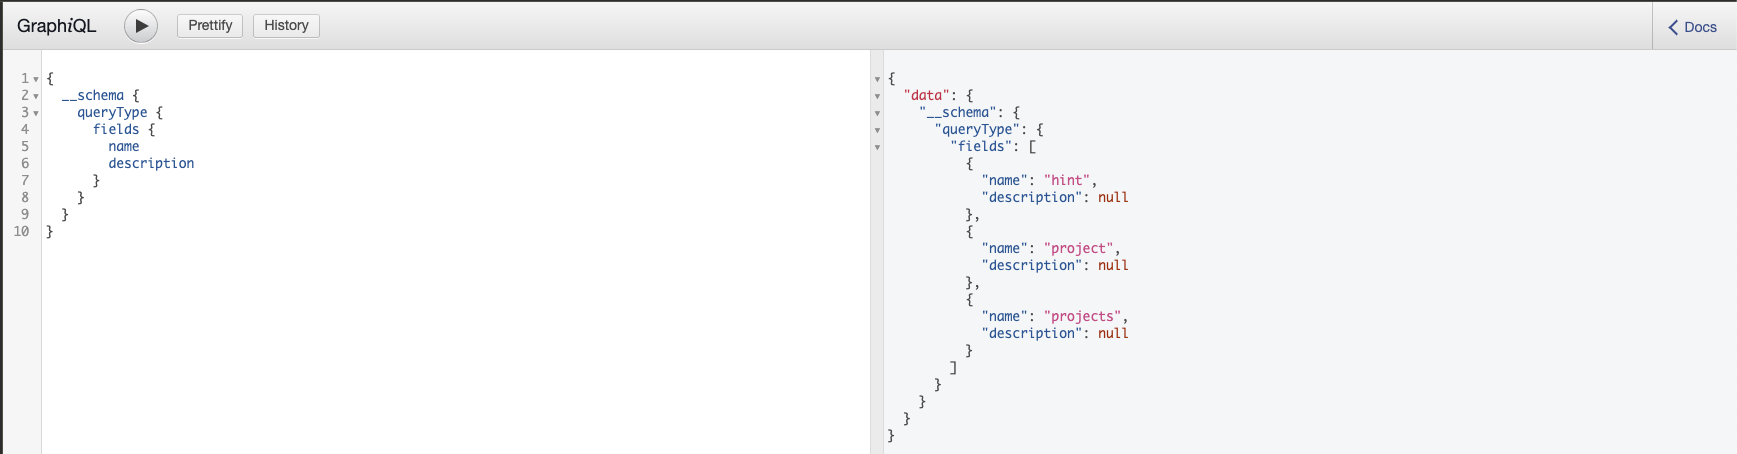 GraphiQL Prettify History Docs
1 {
2   __schema {
3     queryType {
4       fields {
5         name
6         description
7       }
8     }
9   }
10 }
{
  "data": {
    "__schema": {
      "queryType": {
        "fields": [
          {
            "name": "hint",
            "description": null
          },
          {
            "name": "project",
            "description": null
          },
          {
            "name": "projects",
            "description": null
          }
        ]
      }
    }
  }
}